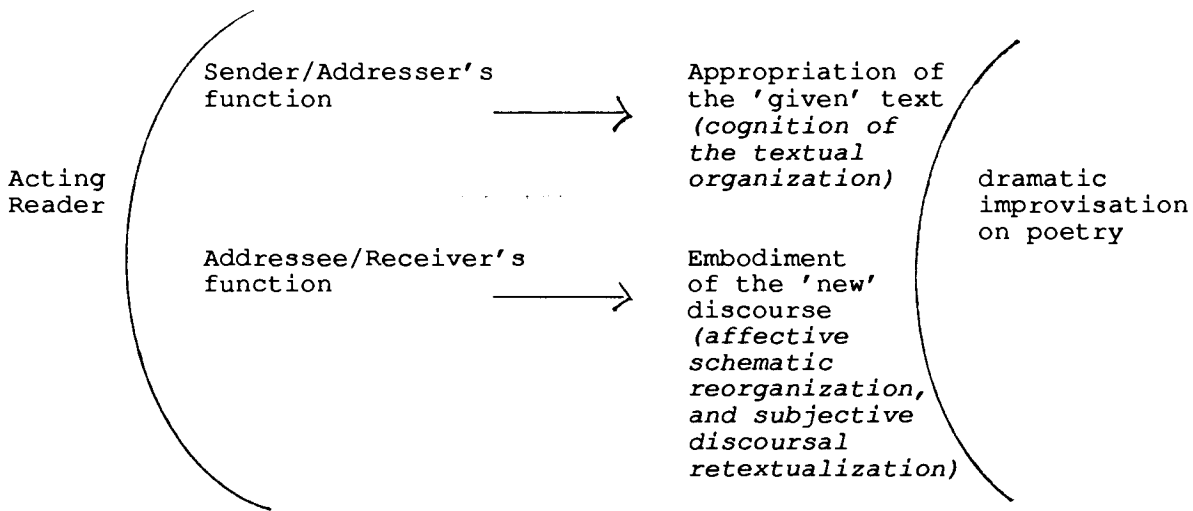 Acting
Reader
Sender/Addresser's
function
Appropriation of
the 'given' text
(cognition of
the textual
organization)
Addressee/Receiver's
function
Embodiment
of the 'new'
discourse
(affective
schematic
reorganization,
and subjective
discoursal
retextualization)
dramatic
improvisation
on poetry